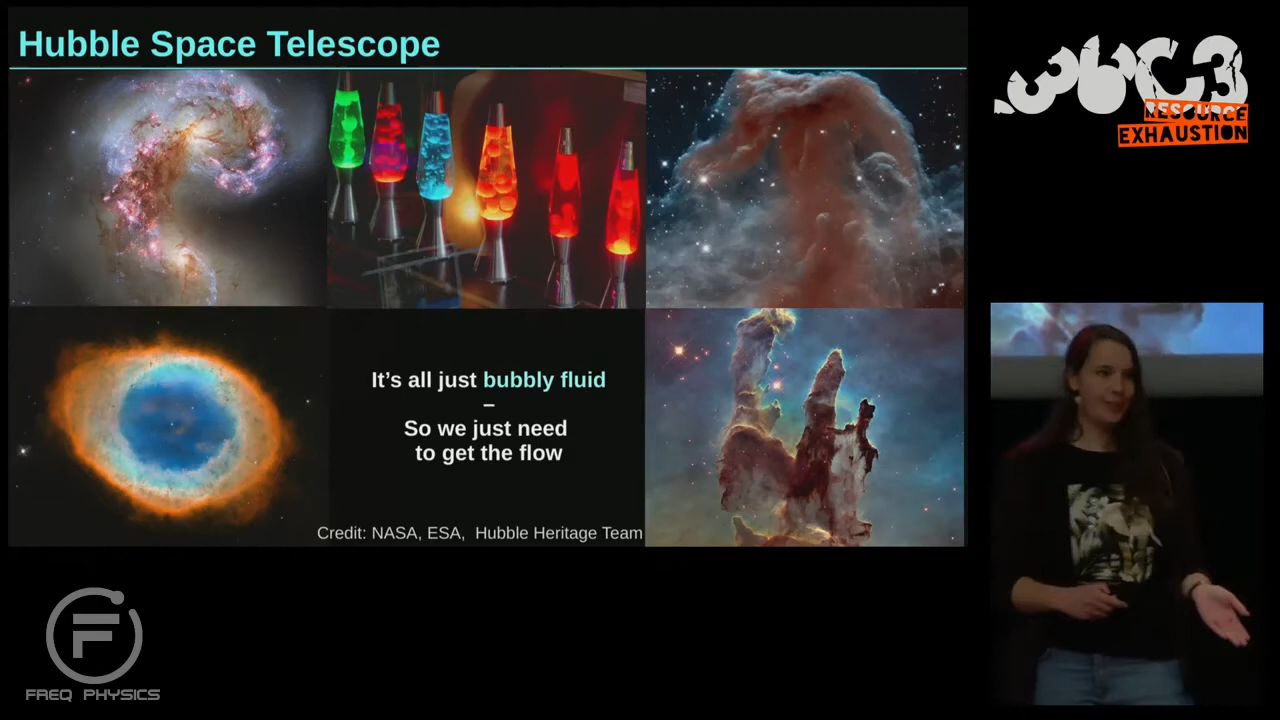 Hubble Space Telescope
It’s all just bubbly fluid
–
So we just need
to get the flow
Credit: NASA, ESA, Hubble Heritage Team
36C3
RESOURCE
EXHAUSTION
F
FREQ PHYSICS